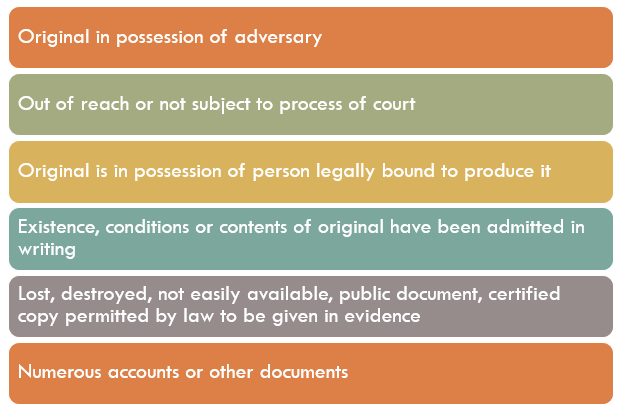 Original in possession of adversary
Out of reach or not subject to process of court
Original is in possession of person legally bound to produce it
Existence, conditions or contents of original have been admitted in
writing
Lost, destroyed, not easily available, public document, certified
copy permitted by law to be given in evidence
Numerous accounts or other documents